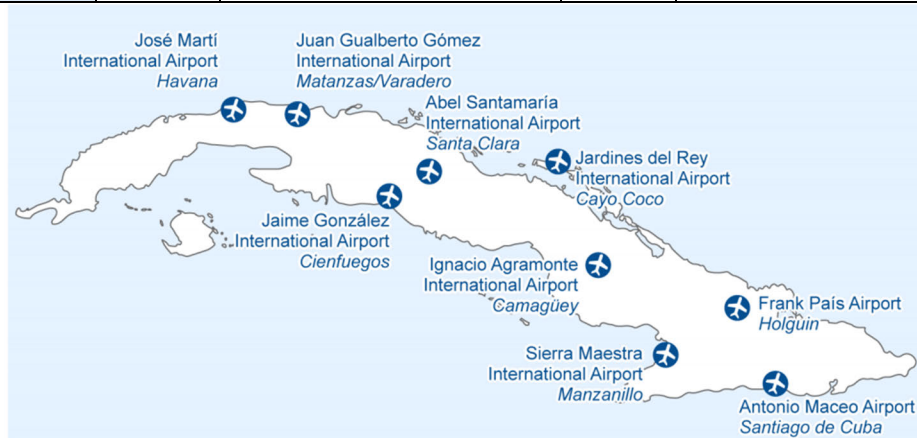 José Martí
International Airport
Havana
Juan Gualberto Gómez
International Airport
Matanzas/Varadero
Abel Santamaría
International Airport
Santa Clara
Jardines del Rey
International Airport
Cayo Coco
Jaime González
International Airport
Cienfuegos
Ignacio Agramonte
International Airport
Camagüey
Frank País Airport
Holguin
Sierra Maestra
International Airport
Manzanillo
Antonio Maceo Airport
Santiago de Cuba